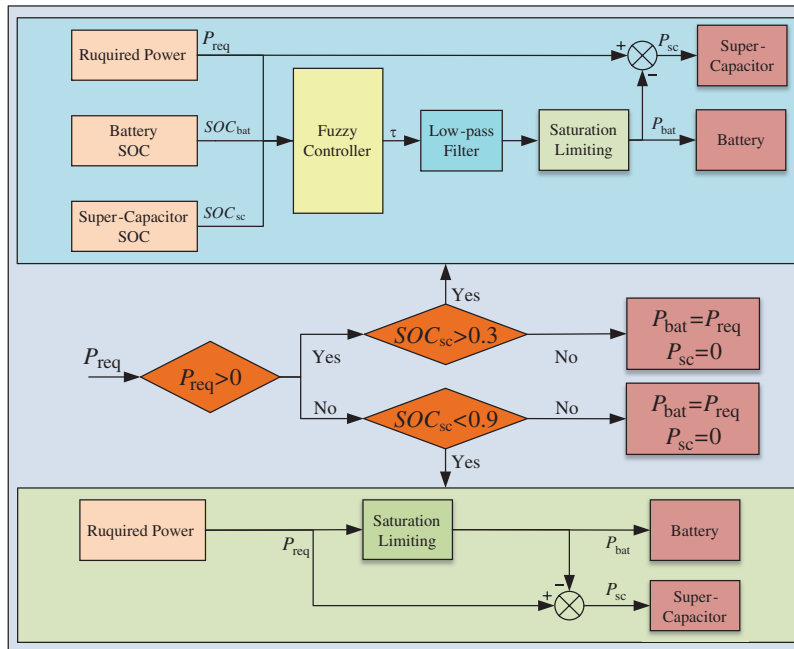 Ruquired Power
P_req
Battery
SOC
SOC_bat
Super-Capacitor
SOC
SOC_sc
Fuzzy
Controller
τ
Low-pass
Filter
Saturation
Limiting
+
−
P_sc
P_bat
Super-
Capacitor
Battery
Yes
P_req
P_req>0
Yes
SOC_sc>0.3
No
P_bat=P_req
P_sc=0
No
SOC_sc<0.9
No
P_bat=P_req
P_sc=0
Yes
Ruquired Power
P_req
Saturation
Limiting
P_bat
Battery
−
+
P_sc
Super-
Capacitor